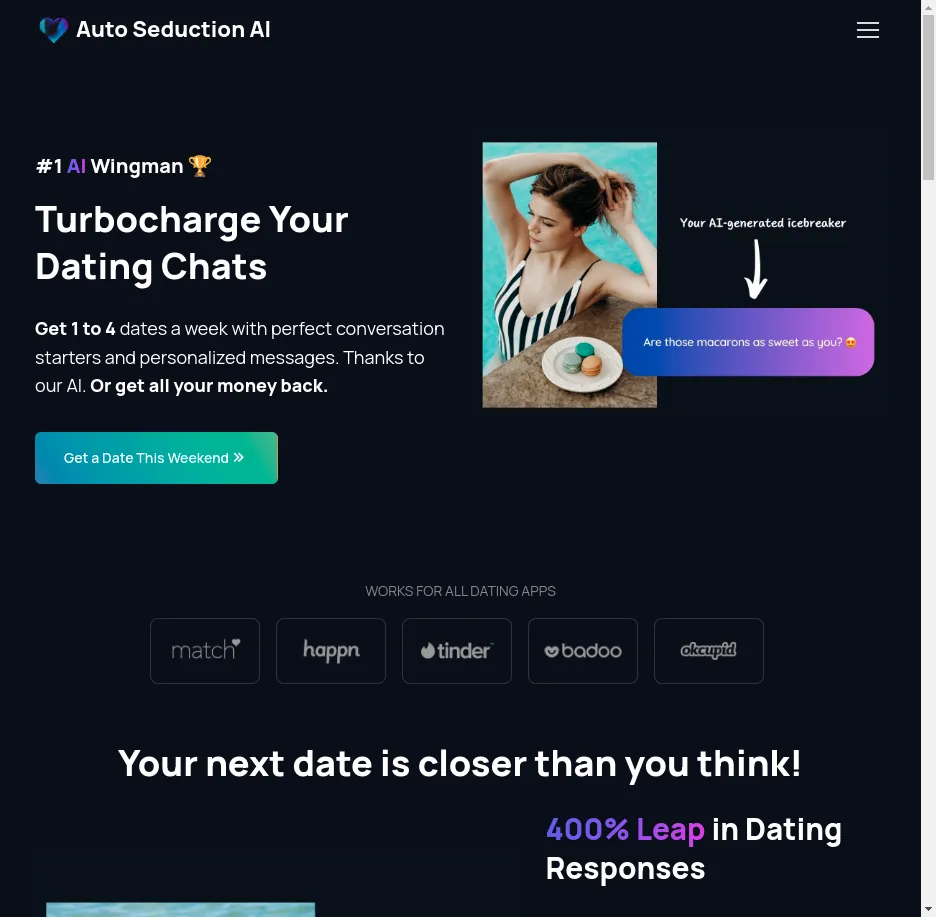 Auto Seduction AI
#1 AI Wingman 🏆
Turbocharge Your
Dating Chats
Get 1 to 4 dates a week with perfect conversation
starters and personalized messages. Thanks to
our AI. Or get all your money back.
Get a Date This Weekend »
Your AI-generated icebreaker
Are those macarons as sweet as you? 😍
WORKS FOR ALL DATING APPS
match
happn
tinder
badoo
okcupid
Your next date is closer than you think!
400% Leap in Dating
Responses